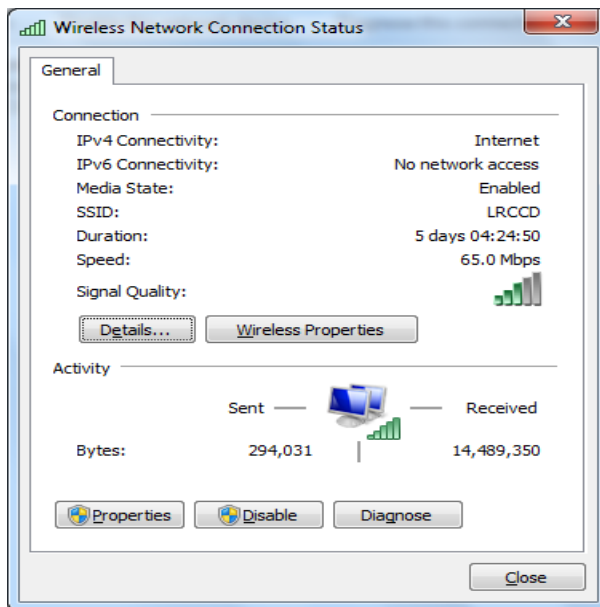 Wireless Network Connection Status
General
Connection
IPv4 Connectivity: Internet
IPv6 Connectivity: No network access
Media State: Enabled
SSID: LRCCD
Duration: 5 days 04:24:50
Speed: 65.0 Mbps
Signal Quality:
Details... Wireless Properties
Activity
Sent Received
Bytes: 294,031 14,489,350
Properties Disable Diagnose
Close